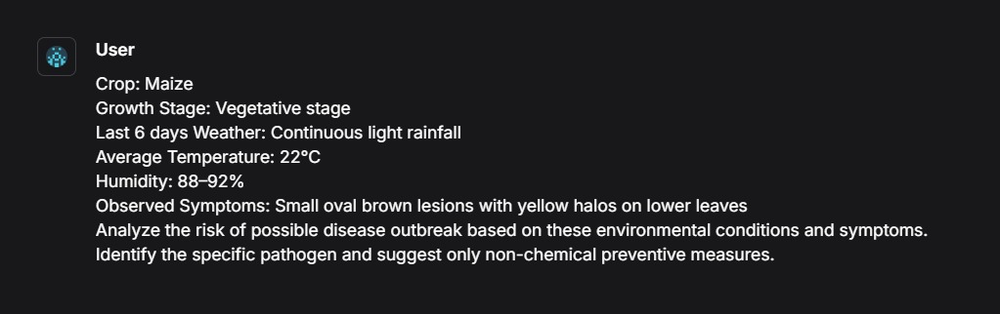 User
Crop: Maize
Growth Stage: Vegetative stage
Last 6 days Weather: Continuous light rainfall
Average Temperature: 22°C
Humidity: 88–92%
Observed Symptoms: Small oval brown lesions with yellow halos on lower leaves
Analyze the risk of possible disease outbreak based on these environmental conditions and symptoms.
Identify the specific pathogen and suggest only non-chemical preventive measures.